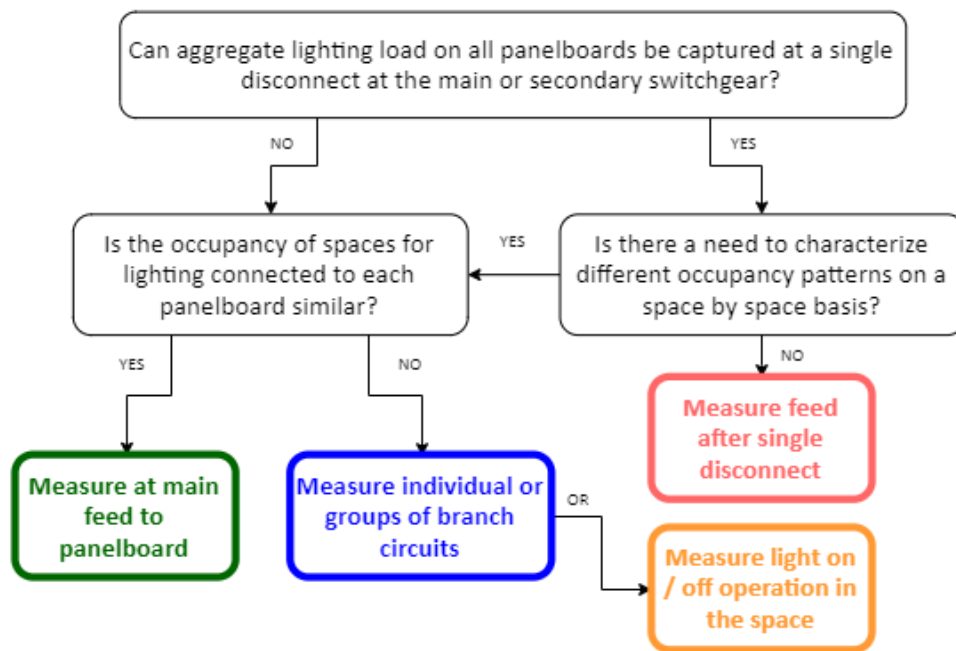 Can aggregate lighting load on all panelboards be captured at a single
disconnect at the main or secondary switchgear?
NO
YES
Is the occupancy of spaces for
lighting connected to each
panelboard similar?
YES
Is there a need to characterize
different occupancy patterns on a
space by space basis?
YES
NO
NO
Measure feed
after single
disconnect
Measure at main
feed to
panelboard
Measure individual or
groups of branch
circuits
OR
Measure light on
/ off operation in
the space